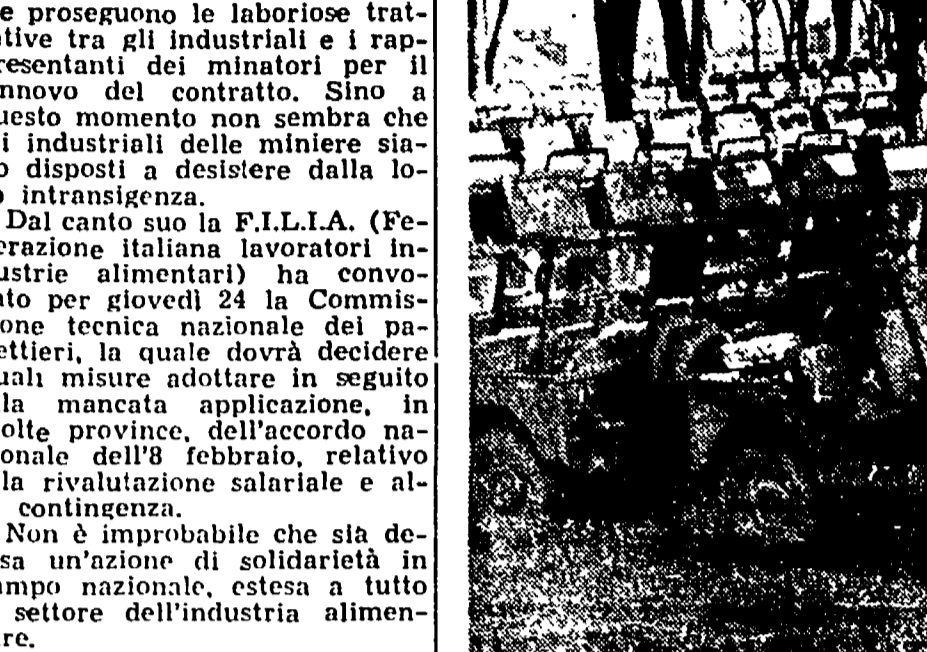 e proseguono le laboriose trat-
tive tra gli industriali e i rap-
resentanti dei minatori per il
nnovo del contratto. Sino a
uesto momento non sembra che
i industriali delle miniere sia-
o disposti a desistere dalla lo-
o intransigenza.
Dal canto suo la F.I.L.I.A. (Fe-
erazione italiana lavoratori in-
ustrie alimentari) ha convo-
ato per giovedì 24 la Commis-
one tecnica nazionale dei pa-
ettieri, la quale dovrà decidere
uali misure adottare in seguito
la mancata applicazione, in
olte province, dell'accordo na-
onale dell'8 febbraio, relativo
la rivalutazione salariale e al-
contingenza.
Non è improbabile che sia de-
sa un'azione di solidarietà in
ampo nazionale, estesa a tutto
settore dell'industria alimen-
re.